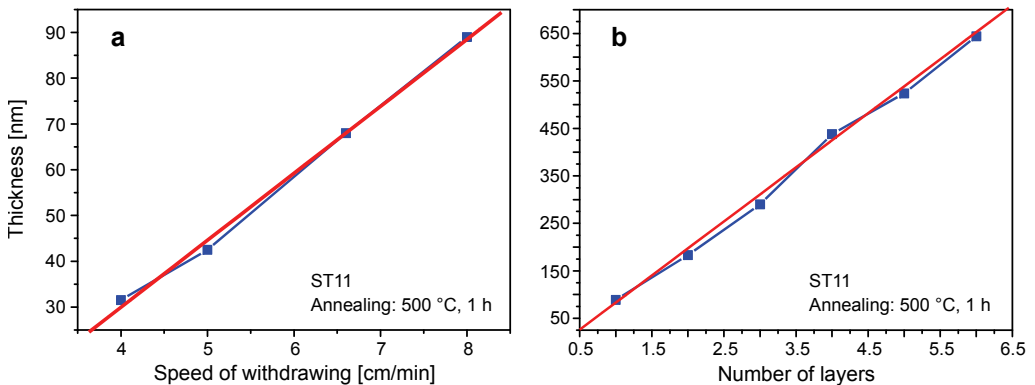 a
Thickness [nm]
90
80
70
60
50
40
30
ST11
Annealing: 500 °C, 1 h
4 5 6 7 8
Speed of withdrawing [cm/min]
b
650
550
450
350
250
150
50
ST11
Annealing: 500 °C, 1 h
0.5 1.5 2.5 3.5 4.5 5.5 6.5
Number of layers